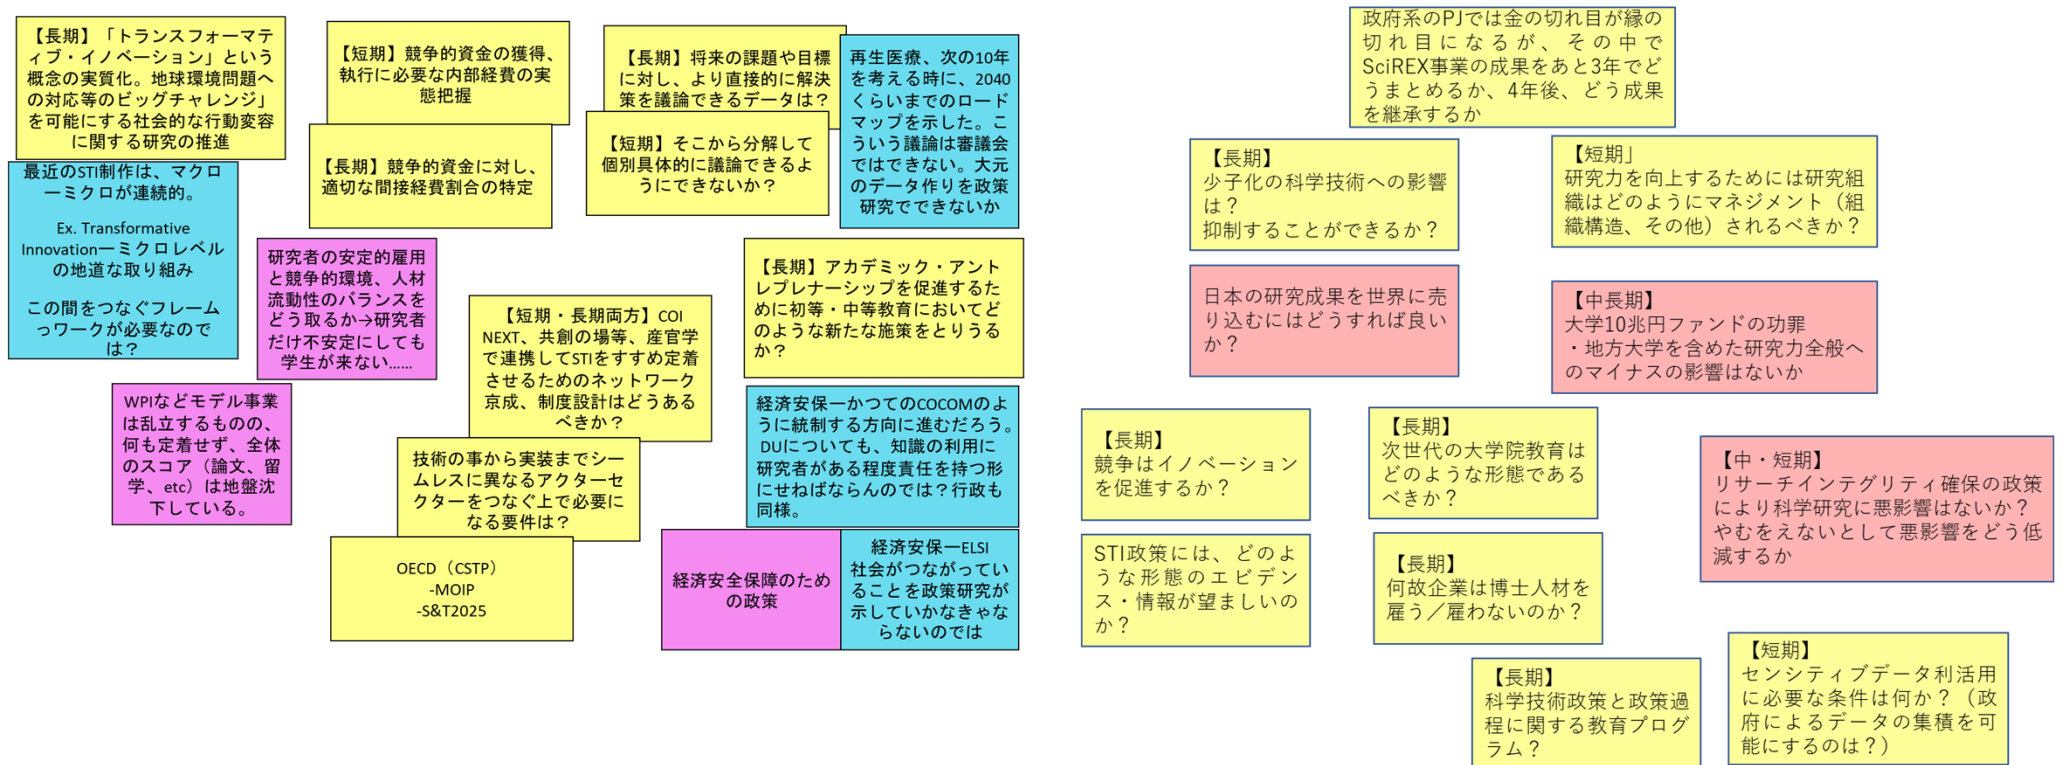 【長期】「トランスフォーマテ
ィブ・イノベーション」という
概念の実質化。地球環境問題へ
の対応等のビッグチャレンジ」
を可能にする社会的な行動変容
に関する研究の推進
最近のSTI制作は、マクロ
ーミクロが連続的。
Ex. Transformative
Innovationーミクロレベル
の地道な取り組み
この間をつなぐフレーム
っワークが必要なので
は？
【短期】競争的資金の獲得、
執行に必要な内部経費の実
態把握
【長期】競争的資金に対し、
適切な間接経費割合の特定
【長期】将来の課題や目標
に対し、より直接的に解決
策を議論できるデータは？
【短期】そこから分解して
個別具体的に議論できるよ
うにできないか？
再生医療、次の10年
を考える時に、2040
くらいまでのロード
マップを示した。こ
ういう議論は審議会
ではできない。大元
のデータ作りを政策
研究でできないか
研究者の安定的雇用
と競争的環境、人材
流動性のバランスを
どう取るか→研究者
だけ不安定にしても
学生が来ない……
WPIなどモデル事業
は乱立するものの、
何も定着せず、全体
のスコア（論文、留
学、etc）は地盤沈
下している。
【短期・長期両方】COI
NEXT、共創の場等、産官学
で連携してSTIをすすめ定着
させるためのネットワーク
京成、制度設計はどうある
べきか？
技術の事から実装までシー
ムレスに異なるアクターセ
クターをつなぐ上で必要に
なる要件は？
OECD（CSTP）
-MOIP
-S&T2025
【長期】アカデミック・アント
レプレナーシップを促進するた
めに初等・中等教育においてど
のような新たな施策をとりうる
か？
経済安保ーかつてのCOCOMのよ
うに統制する方向に進むだろう。
DUについても、知識の利用に
研究者がある程度責任を持つ形
にせねばならんのでは？行政も
同様。
経済安全保障のため
の政策
経済安保ーELSI
社会がつながってい
ることを政策研究が
示していかなきゃな
らないのでは
政府系のPJでは金の切れ目が縁の
切れ目になるが、その中で
SciREX事業の成果をあと3年でど
うまとめるか、4年後、どう成果
を継承するか
【長期】
少子化の科学技術への影響
は？
抑制することができるか？
【短期」
研究力を向上するためには研究組
織はどのようにマネジメント（組
織構造、その他）されるべきか？
日本の研究成果を世界に売
り込むにはどうすれば良い
か？
【中長期】
大学10兆円ファンドの功罪
・地方大学を含めた研究力全般へ
のマイナスの影響はないか
【長期】
競争はイノベーション
を促進するか？
【長期】
次世代の大学院教育は
どのような形態である
べきか？
【中・短期】
リサーチインテグリティ確保の政策
により科学研究に悪影響はないか？
やむをえないとして悪影響をどう低
減するか
STI政策には、どのよ
うな形態のエビデン
ス・情報が望ましいの
か？
【長期】
何故企業は博士人材を
雇う／雇わないのか？
【長期】
科学技術政策と政策過
程に関する教育プログ
ラム？
【短期】
センシティブデータ利活用
に必要な条件は何か？（政
府によるデータの集積を可
能にするのは？）